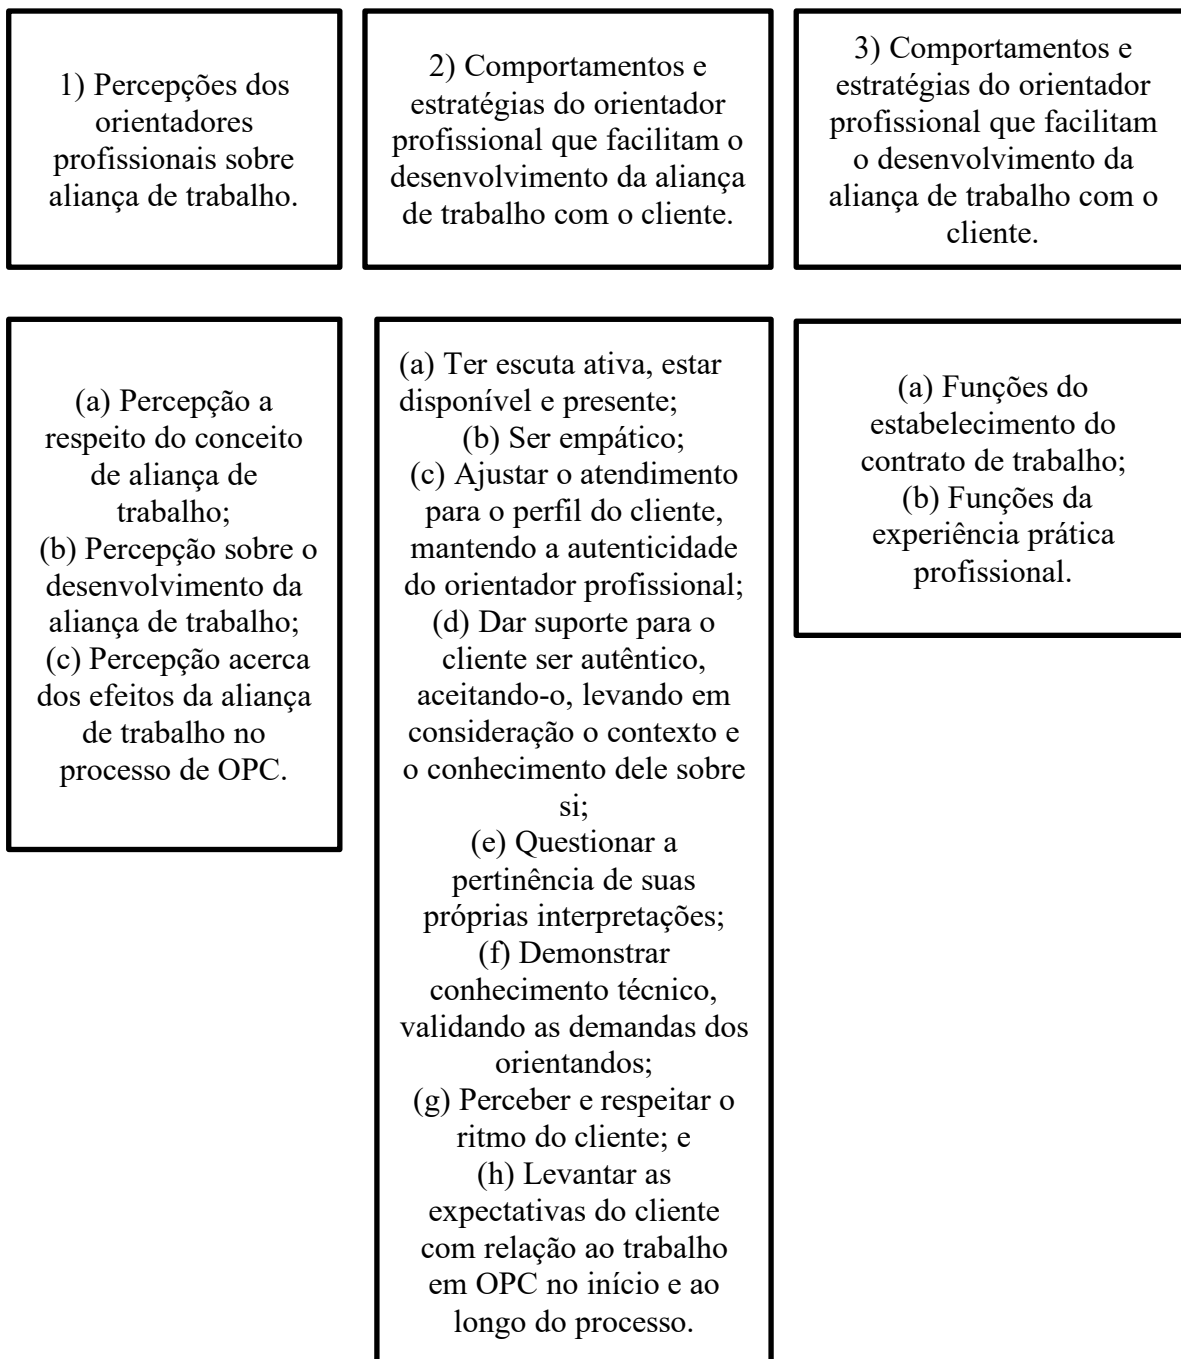 1) Percepções dos
orientadores
profissionais sobre
aliança de trabalho.
2) Comportamentos e
estratégias do orientador
profissional que facilitam o
desenvolvimento da aliança
de trabalho com o cliente.
3) Comportamentos e
estratégias do orientador
profissional que facilitam
o desenvolvimento da
aliança de trabalho com o
cliente.
(a) Percepção a
respeito do conceito
de aliança de
trabalho;
(b) Percepção sobre o
desenvolvimento da
aliança de trabalho;
(c) Percepção acerca
dos efeitos da aliança
de trabalho no
processo de OPC.
(a) Ter escuta ativa, estar
disponível e presente;
(b) Ser empático;
(c) Ajustar o atendimento
para o perfil do cliente,
mantendo a autenticidade
do orientador profissional;
(d) Dar suporte para o
cliente ser autêntico,
aceitando-o, levando em
consideração o contexto e
o conhecimento dele sobre
si;
(e) Questionar a
pertinência de suas
próprias interpretações;
(f) Demonstrar
conhecimento técnico,
validando as demandas dos
orientandos;
(g) Perceber e respeitar o
ritmo do cliente; e
(h) Levantar as
expectativas do cliente
com relação ao trabalho
em OPC no início e ao
longo do processo.
(a) Funções do
estabelecimento do
contrato de trabalho;
(b) Funções da
experiência prática
profissional.